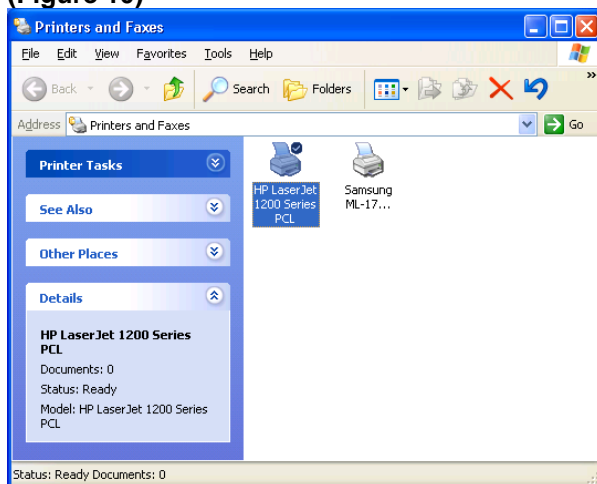 Printers and Faxes
File Edit View Favorites Tools Help
Back Search Folders »
Address Printers and Faxes Go
Printer Tasks
See Also
Other Places
Details
HP LaserJet 1200 Series
PCL
Documents: 0
Status: Ready
Model: HP LaserJet 1200 Series
PCL
HP LaserJet
1200 Series
PCL
Samsung
ML-17...
Status: Ready Documents: 0